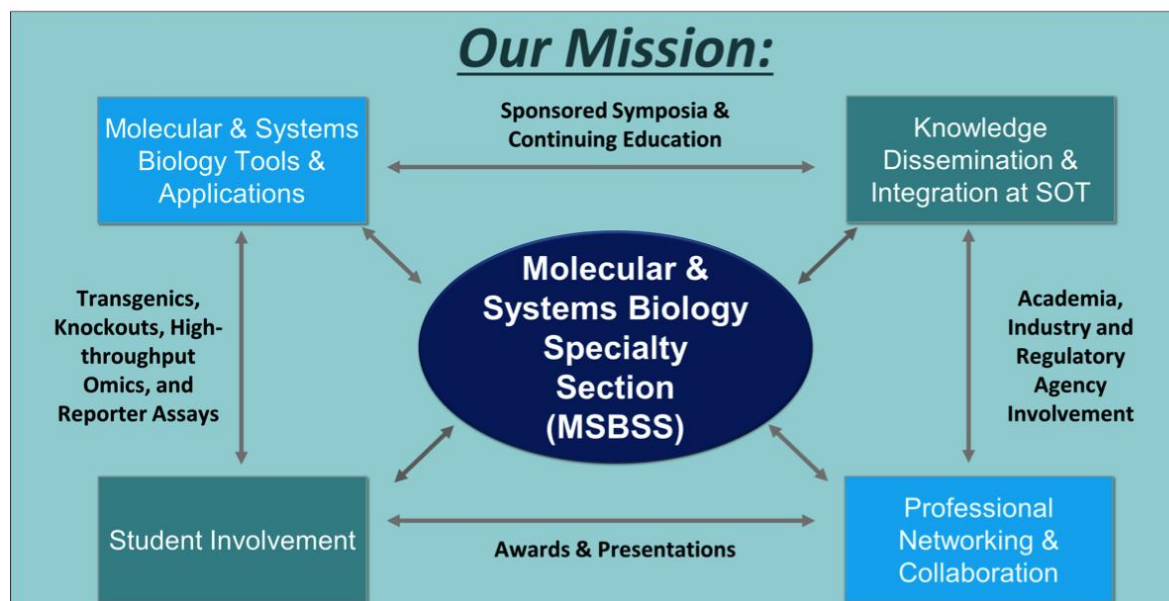 Our Mission:
Molecular & Systems
Biology Tools &
Applications
Sponsored Symposia &
Continuing Education
Knowledge
Dissemination &
Integration at SOT
Transgenics,
Knockouts, High-
throughput
Omics, and
Reporter Assays
Molecular &
Systems Biology
Specialty
Section
(MSBSS)
Academia,
Industry and
Regulatory
Agency
Involvement
Student Involvement
Awards & Presentations
Professional
Networking &
Collaboration